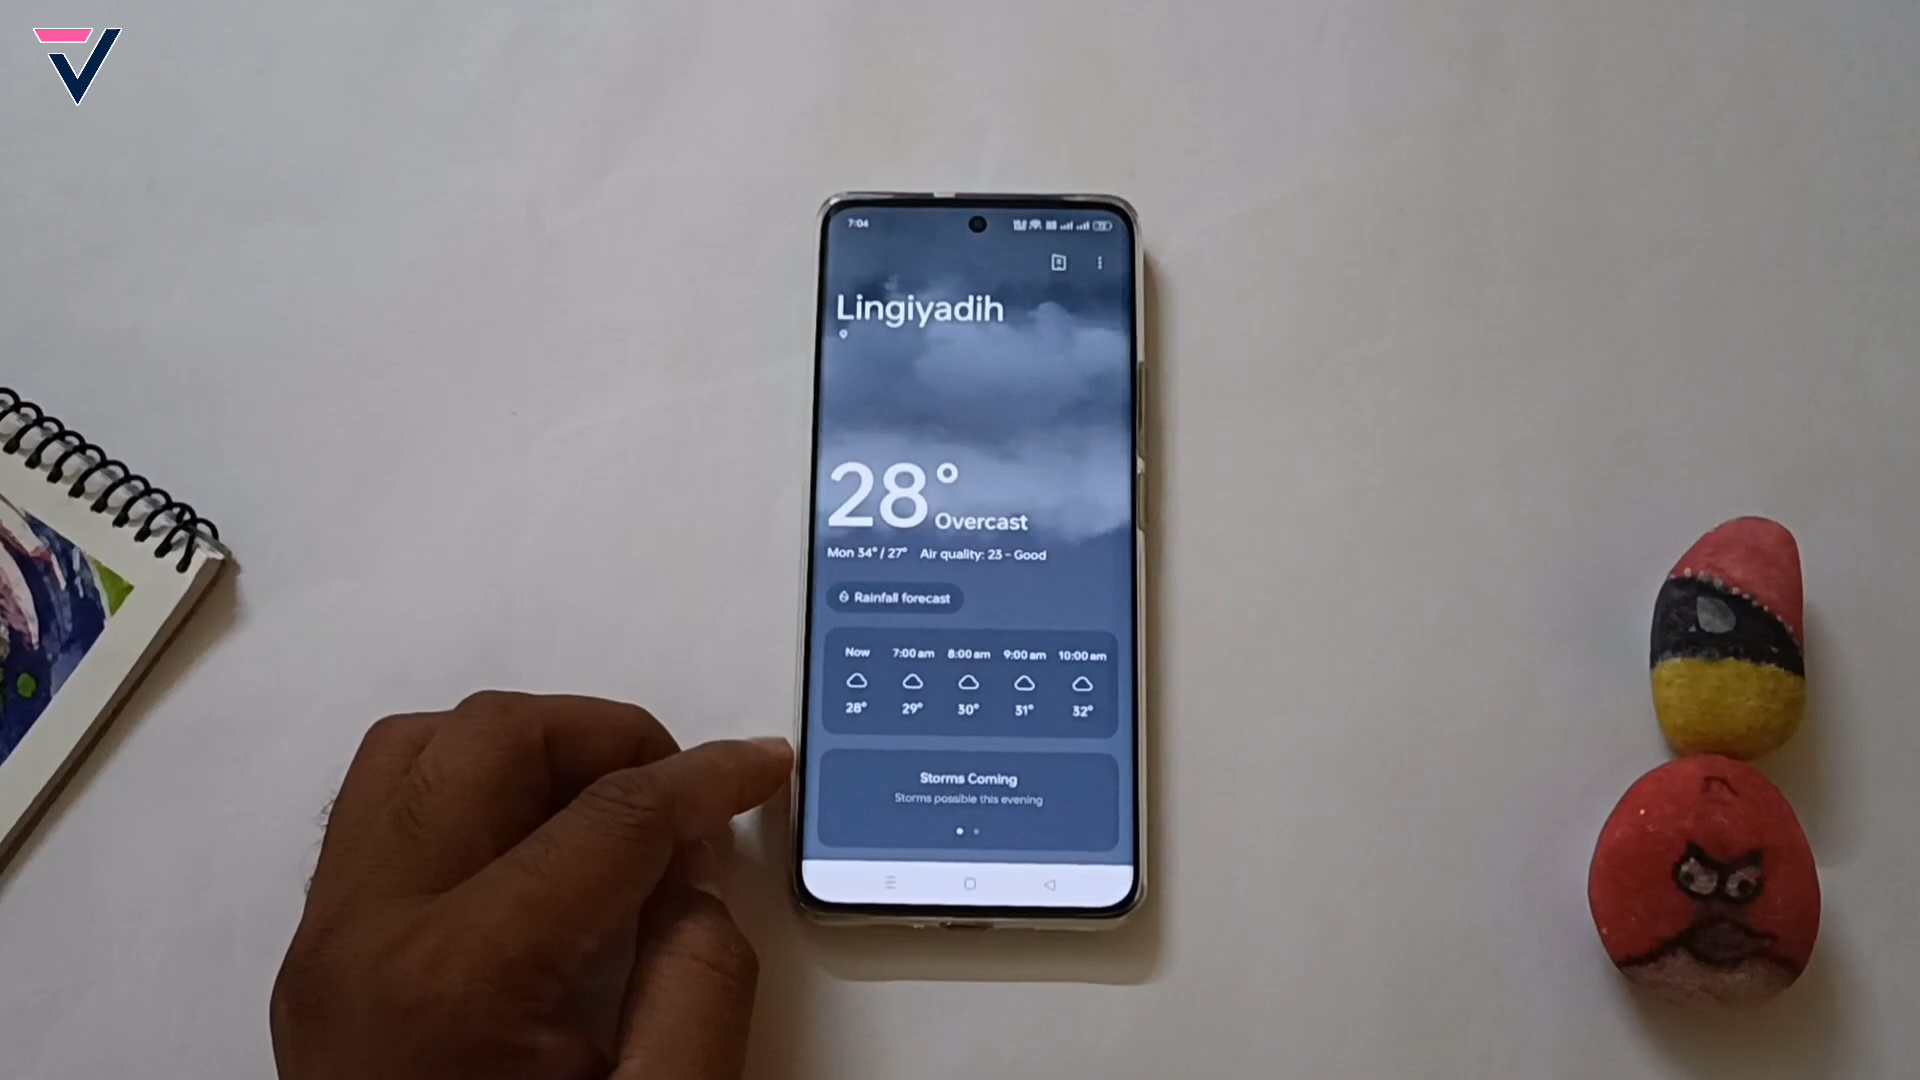 7:04
Lingiyadih
28°
Overcast
Mon 34° / 27° Air quality: 23 - Good
Rainfall forecast
Now 7:00 am 8:00 am 9:00 am 10:00 am
28° 29° 30° 31° 32°
Storms Coming
Storms possible this evening